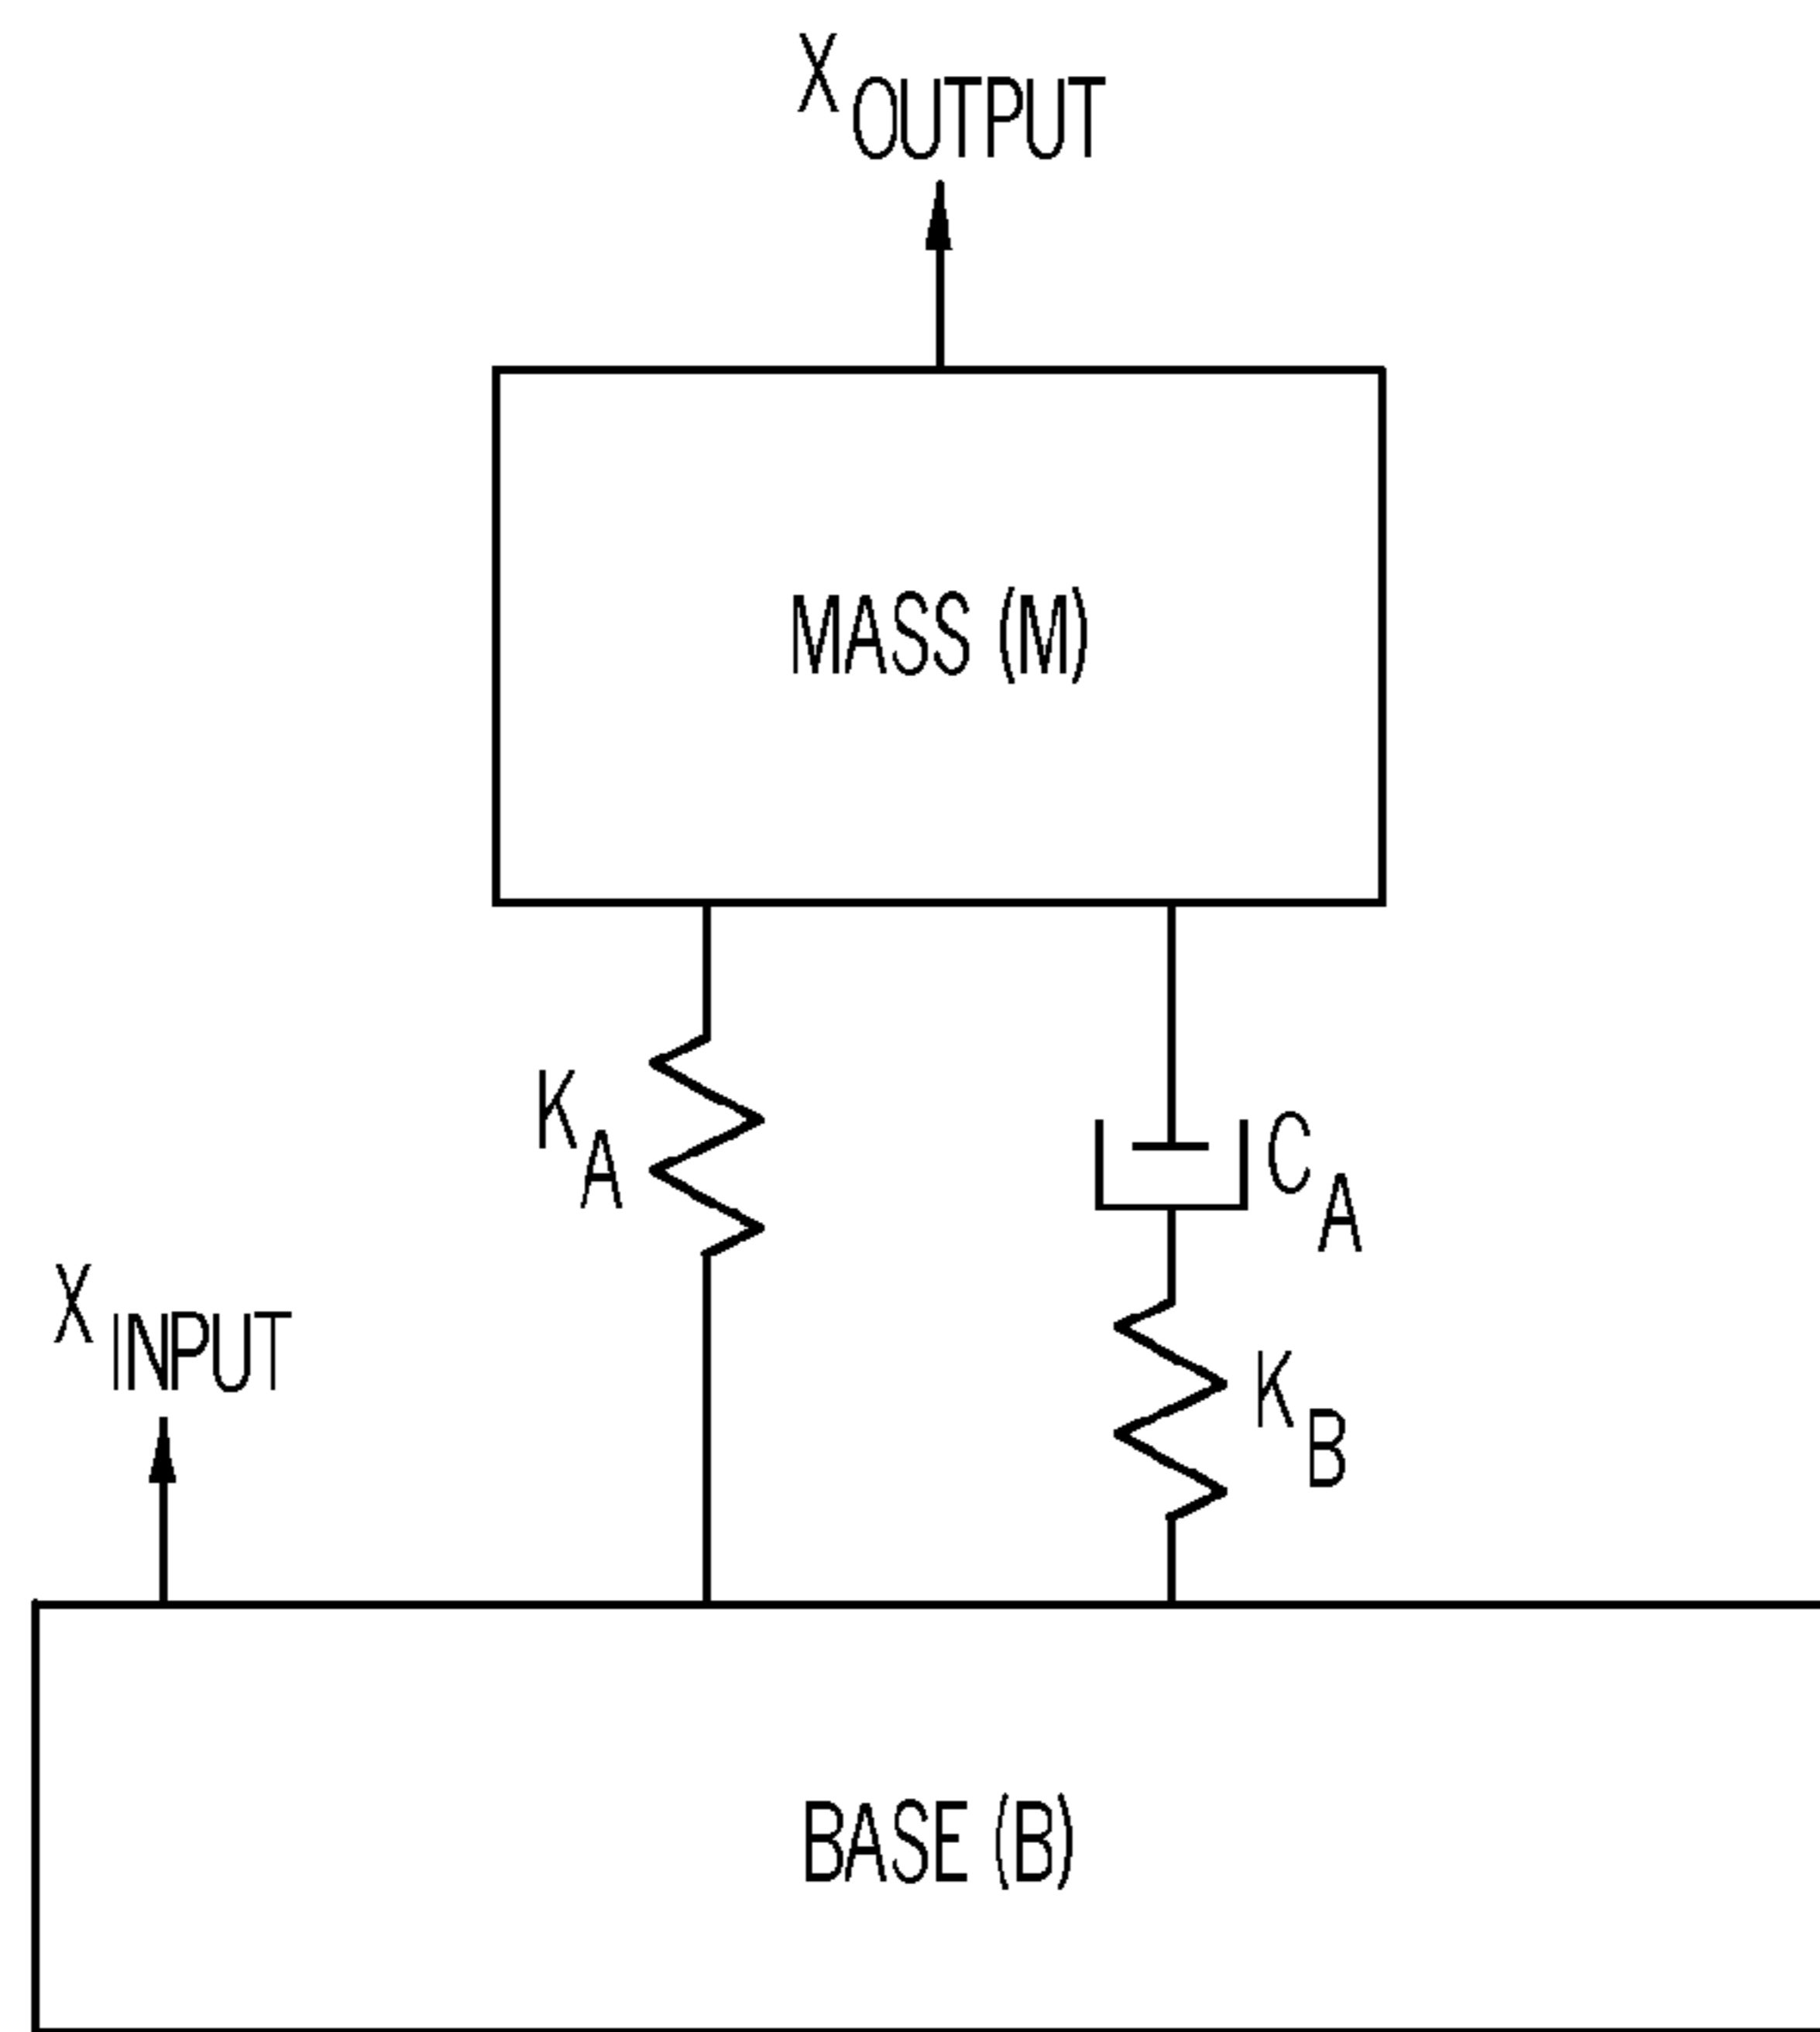 X OUTPUT
MASS (M)
K A
C A
X INPUT
K B
BASE (B)